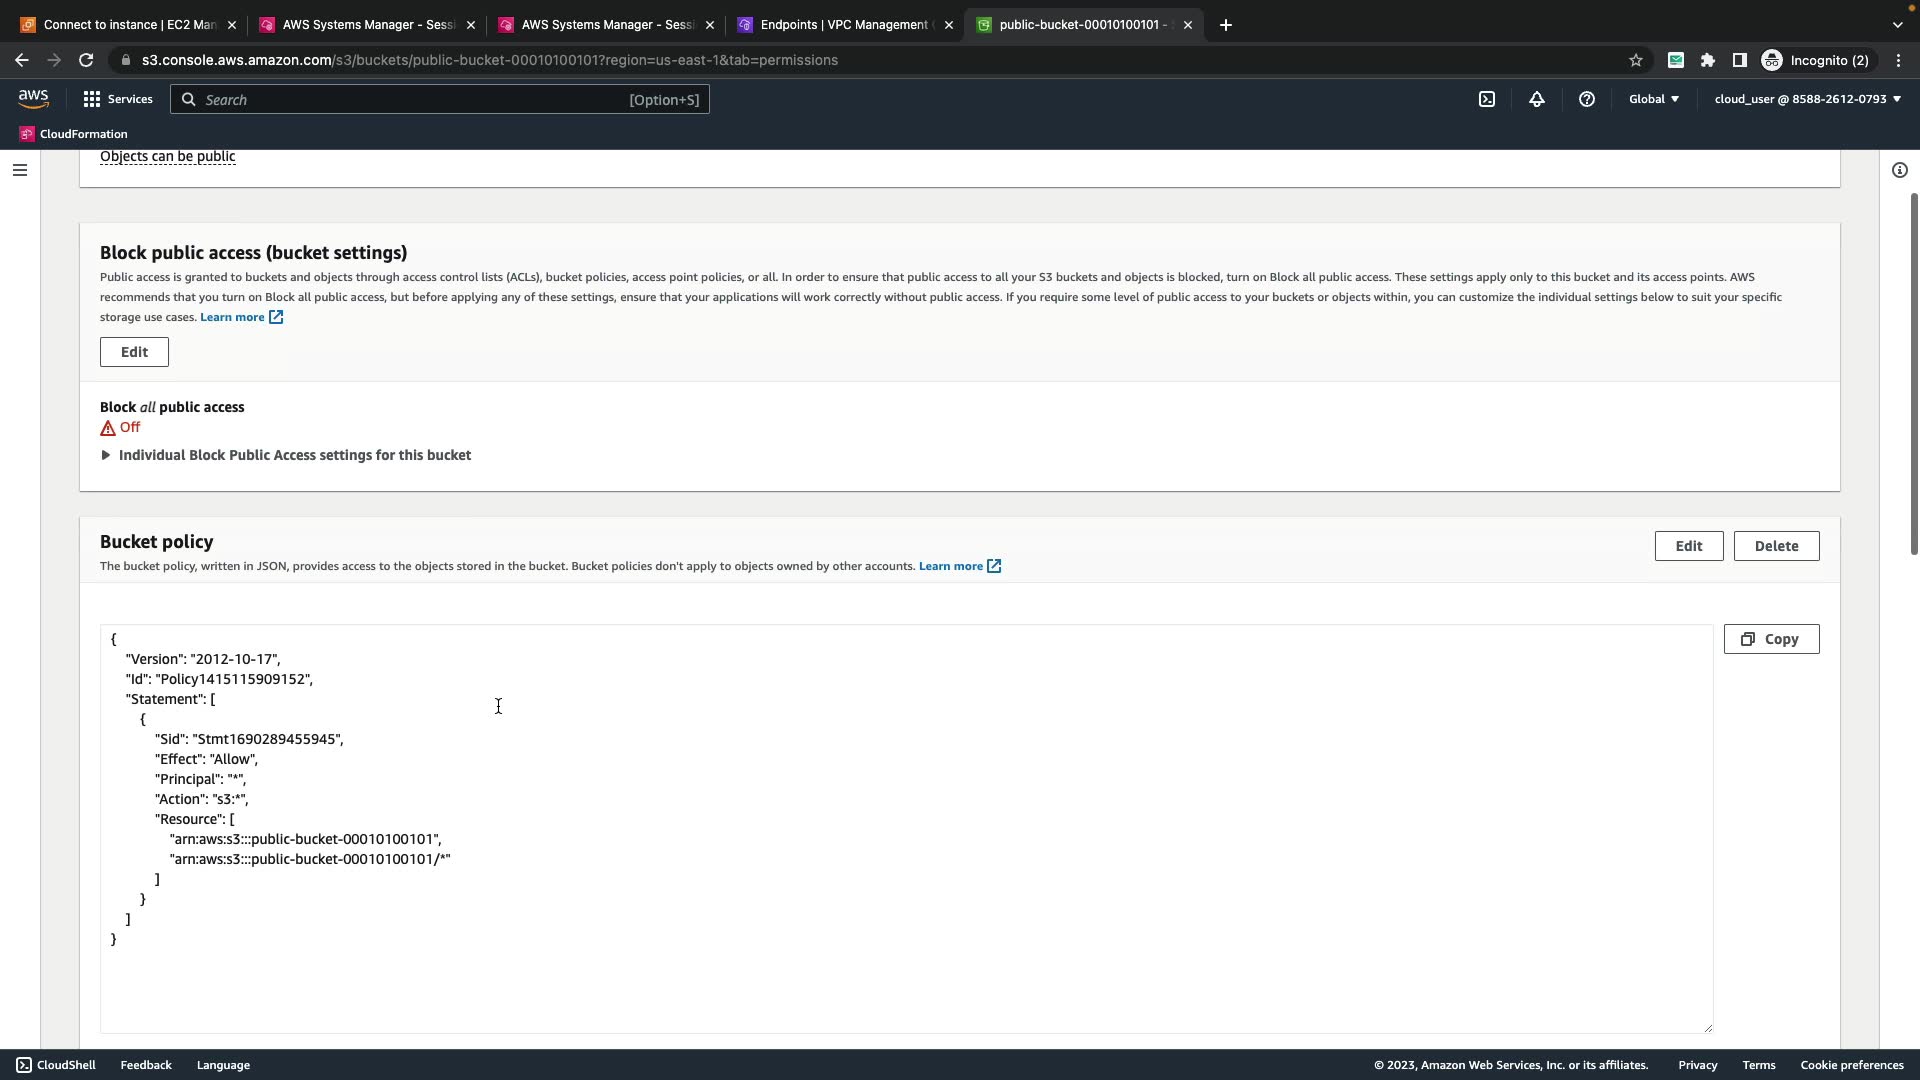 Connect to instance | EC2 Man
AWS Systems Manager - Sessi
AWS Systems Manager - Sessi
Endpoints | VPC Management
public-bucket-00010100101 -
s3.console.aws.amazon.com/s3/buckets/public-bucket-00010100101?region=us-east-1&tab=permissions
Incognito (2)
aws
Services
Search
[Option+S]
Global
cloud_user @ 8588-2612-0793
CloudFormation
Objects can be public
Block public access (bucket settings)
Public access is granted to buckets and objects through access control lists (ACLs), bucket policies, access point policies, or all. In order to ensure that public access to all your S3 buckets and objects is blocked, turn on Block all public access. These settings apply only to this bucket and its access points. AWS
recommends that you turn on Block all public access, but before applying any of these settings, ensure that your applications will work correctly without public access. If you require some level of public access to your buckets or objects within, you can customize the individual settings below to suit your specific
storage use cases. Learn more
Edit
Block all public access
Off
Individual Block Public Access settings for this bucket
Bucket policy
Edit
Delete
The bucket policy, written in JSON, provides access to the objects stored in the bucket. Bucket policies don't apply to objects owned by other accounts. Learn more
Copy
{
"Version": "2012-10-17",
"Id": "Policy1415115909152",
"Statement": [
{
"Sid": "Stmt1690289455945",
"Effect": "Allow",
"Principal": "*",
"Action": "s3:*",
"Resource": [
"arn:aws:s3:::public-bucket-00010100101",
"arn:aws:s3:::public-bucket-00010100101/*"
]
}
]
}
CloudShell
Feedback
Language
© 2023, Amazon Web Services, Inc. or its affiliates.
Privacy
Terms
Cookie preferences